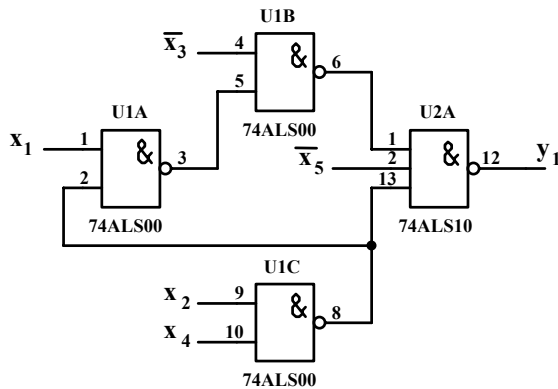 U1B
x̅₃ 4 & 6
5
U1A
74ALS00
U2A
x₁ 1 & 3
x̅₅ 1 & 12 y₁
2
2
13
74ALS00
74ALS10
U1C
x₂ 9 & 8
x₄ 10
74ALS00